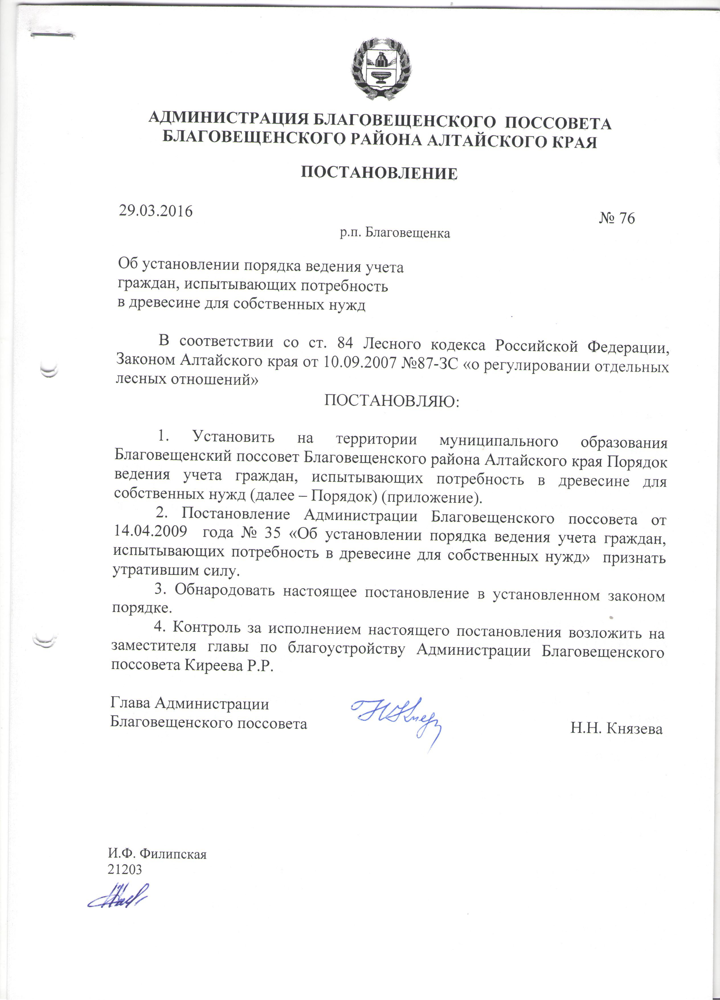 АДМИНИСТРАЦИЯ БЛАГОВЕЩЕНСКОГО ПОССОВЕТА
БЛАГОВЕЩЕНСКОГО РАЙОНА АЛТАЙСКОГО КРАЯ
ПОСТАНОВЛЕНИЕ
29.03.2016
№ 76
р.п. Благовещенка
Об установлении порядка ведения учета
граждан, испытывающих потребность
в древесине для собственных нужд
В соответствии со ст. 84 Лесного кодекса Российской Федерации,
Законом Алтайского края от 10.09.2007 №87-ЗС «о регулировании отдельных
лесных отношений»
ПОСТАНОВЛЯЮ:
1. Установить на территории муниципального образования
Благовещенский поссовет Благовещенского района Алтайского края Порядок
ведения учета граждан, испытывающих потребность в древесине для
собственных нужд (далее – Порядок) (приложение).
2. Постановление Администрации Благовещенского поссовета от
14.04.2009 года № 35 «Об установлении порядка ведения учета граждан,
испытывающих потребность в древесине для собственных нужд» признать
утратившим силу.
3. Обнародовать настоящее постановление в установленном законом
порядке.
4. Контроль за исполнением настоящего постановления возложить на
заместителя главы по благоустройству Администрации Благовещенского
поссовета Киреева Р.Р.
Глава Администрации
Благовещенского поссовета
Н.Н. Князева
И.Ф. Филипская
21203